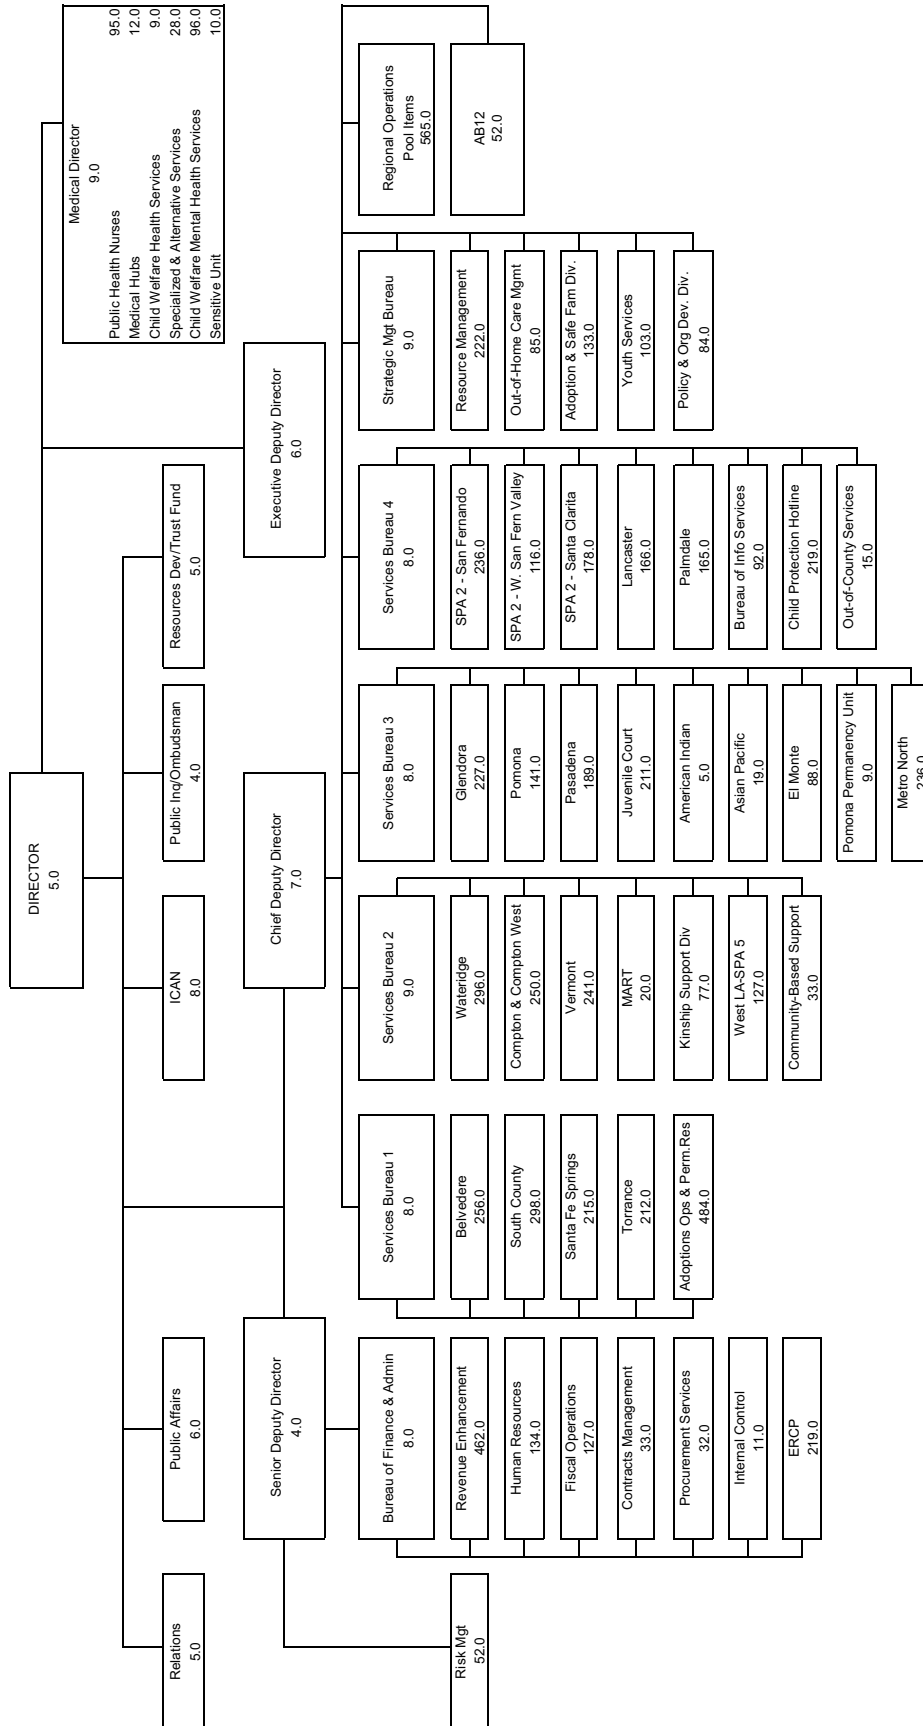 DIRECTOR
5.0
Medical Director
9.0
Public Health Nurses 95.0
Medical Hubs 12.0
Child Welfare Health Services 9.0
Specialized & Alternative Services 28.0
Child Welfare Mental Health Services 96.0
Sensitive Unit 10.0
Relations
5.0
Public Affairs
6.0
ICAN
8.0
Public Inq/Ombudsman
4.0
Resources Dev/Trust Fund
5.0
Senior Deputy Director
4.0
Chief Deputy Director
7.0
Executive Deputy Director
6.0
Risk Mgt
52.0
Bureau of Finance & Admin
8.0
Revenue Enhancement
462.0
Human Resources
134.0
Fiscal Operations
127.0
Contracts Management
33.0
Procurement Services
32.0
Internal Control
11.0
ERCP
219.0
Services Bureau 1
8.0
Belvedere
256.0
South County
298.0
Santa Fe Springs
215.0
Torrance
212.0
Adoptions Ops & Perm.Res
484.0
Services Bureau 2
9.0
Wateridge
296.0
Compton & Compton West
250.0
Vermont
241.0
MART
20.0
Kinship Support Div
77.0
West LA-SPA 5
127.0
Community-Based Support
33.0
Services Bureau 3
8.0
Glendora
227.0
Pomona
141.0
Pasadena
189.0
Juvenile Court
211.0
American Indian
5.0
Asian Pacific
19.0
El Monte
88.0
Pomona Permanency Unit
9.0
Metro North
236.0
Services Bureau 4
8.0
SPA 2 - San Fernando
236.0
SPA 2 - W. San Fern Valley
116.0
SPA 2 - Santa Clarita
178.0
Lancaster
166.0
Palmdale
165.0
Bureau of Info Services
92.0
Child Protection Hotline
219.0
Out-of-County Services
15.0
Strategic Mgt Bureau
9.0
Resource Management
222.0
Out-of-Home Care Mgmt
85.0
Adoption & Safe Fam Div.
133.0
Youth Services
103.0
Policy & Org Dev. Div.
84.0
Regional Operations
Pool Items
565.0
AB12
52.0